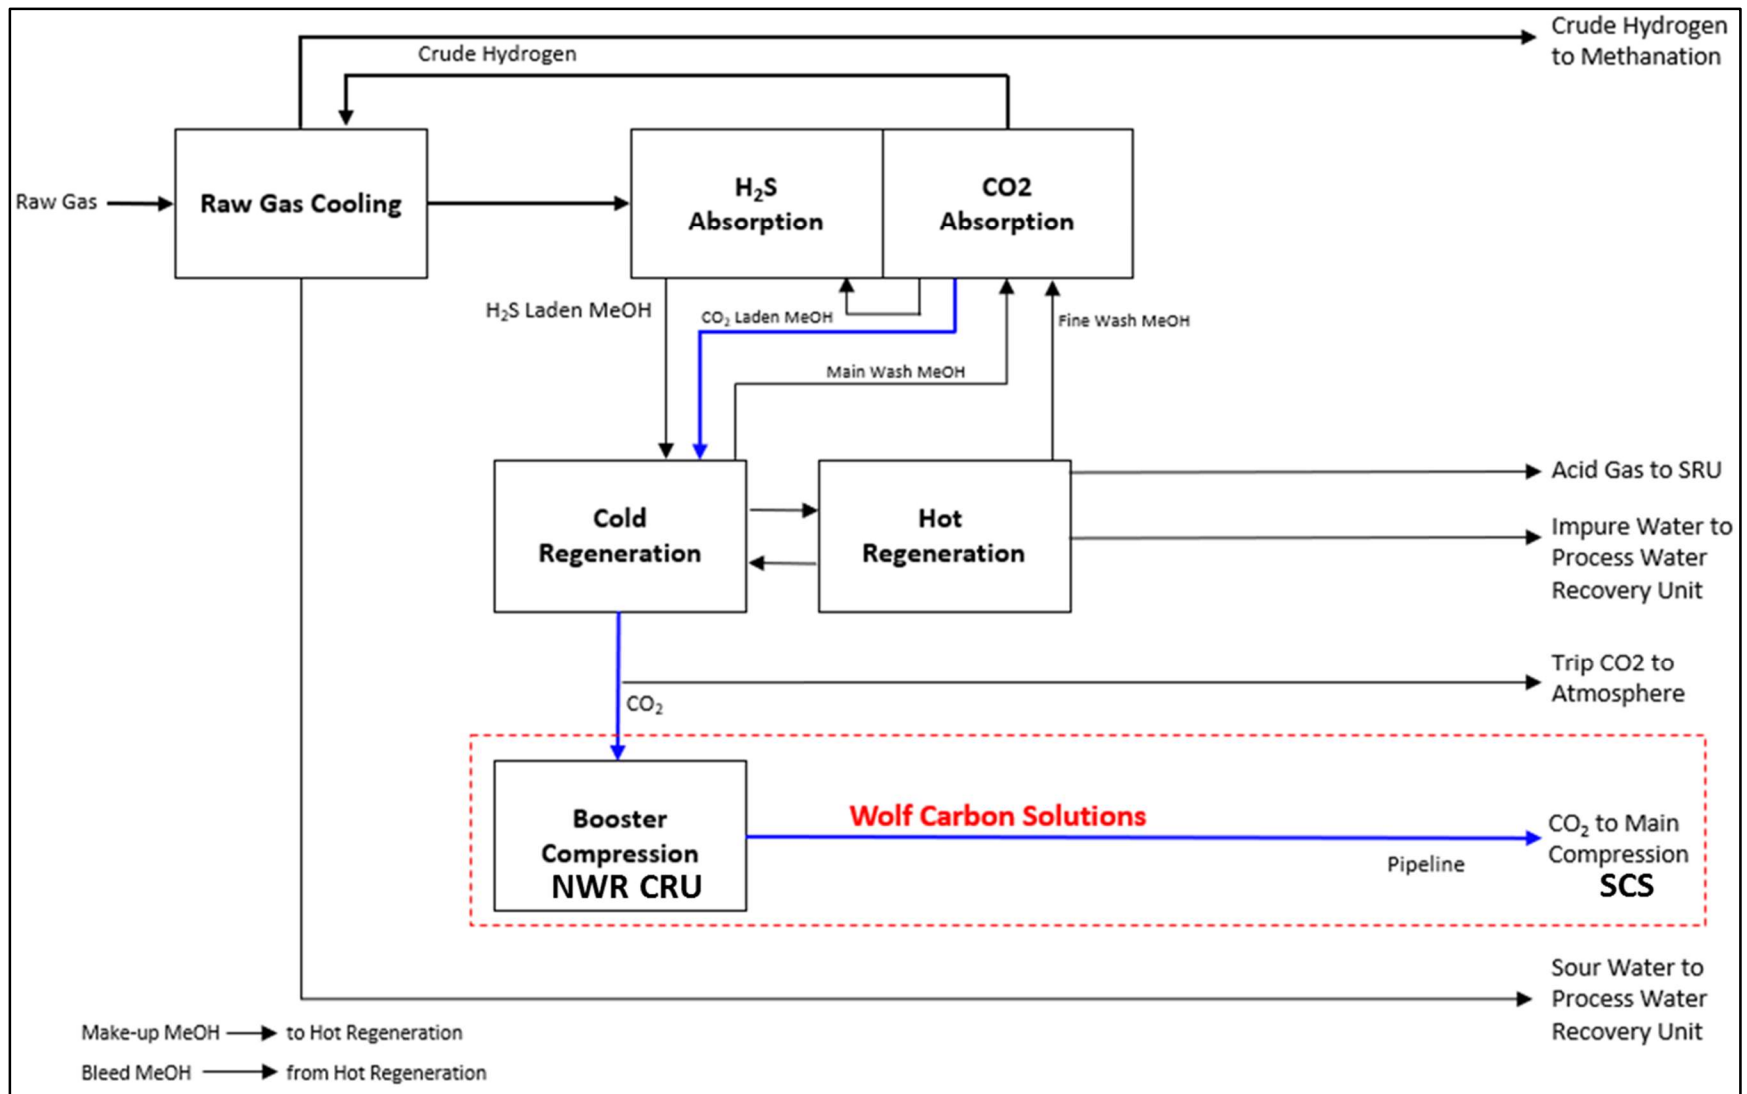 Crude Hydrogen
to Methanation
Crude Hydrogen
Raw Gas
Raw Gas Cooling
H₂S
Absorption
CO2
Absorption
H₂S Laden MeOH
CO₂ Laden MeOH
Fine Wash MeOH
Main Wash MeOH
Cold
Regeneration
Hot
Regeneration
Acid Gas to SRU
Impure Water to
Process Water
Recovery Unit
Trip CO2 to
Atmosphere
CO₂
Booster
Compression
NWR CRU
Wolf Carbon Solutions
Pipeline
CO₂ to Main
Compression
SCS
Sour Water to
Process Water
Recovery Unit
Make-up MeOH to Hot Regeneration
Bleed MeOH from Hot Regeneration